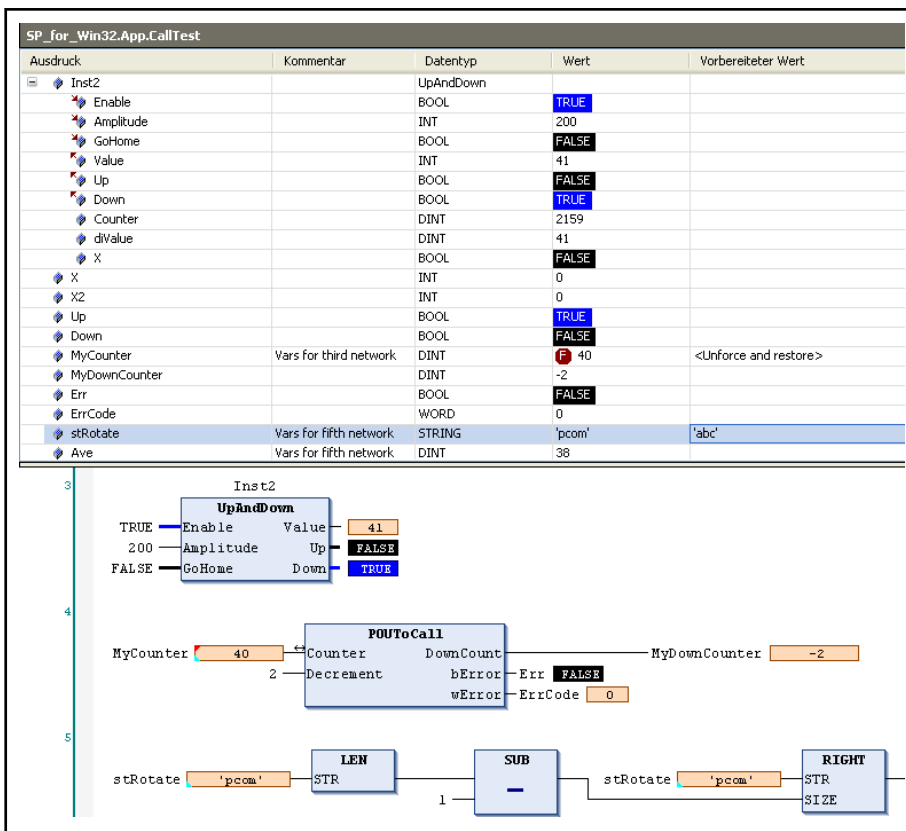 SP_for_Win32.App.CallTest
Ausdruck Kommentar Datentyp Wert Vorbereiteter Wert
Inst2 UpAndDown
Enable BOOL TRUE
Amplitude INT 200
GoHome BOOL FALSE
Value INT 41
Up BOOL FALSE
Down BOOL TRUE
Counter DINT 2159
diValue DINT 41
X BOOL FALSE
X INT 0
X2 INT 0
Up BOOL TRUE
Down BOOL FALSE
MyCounter Vars for third network DINT F 40 <Unforce and restore>
MyDownCounter DINT -2
Err BOOL FALSE
ErrCode WORD 0
stRotate Vars for fifth network STRING 'pcom' 'abc'
Ave Vars for fifth network DINT 38
3 Inst2
UpAndDown
TRUE Enable Value 41
200 Amplitude Up FALSE
FALSE GoHome Down TRUE
4
POUToCall
MyCounter 40 Counter DownCount MyDownCounter -2
2 Decrement bError Err FALSE
wError ErrCode 0
5
LEN SUB RIGHT
stRotate 'pcom' STR stRotate 'pcom' STR
1 SIZE